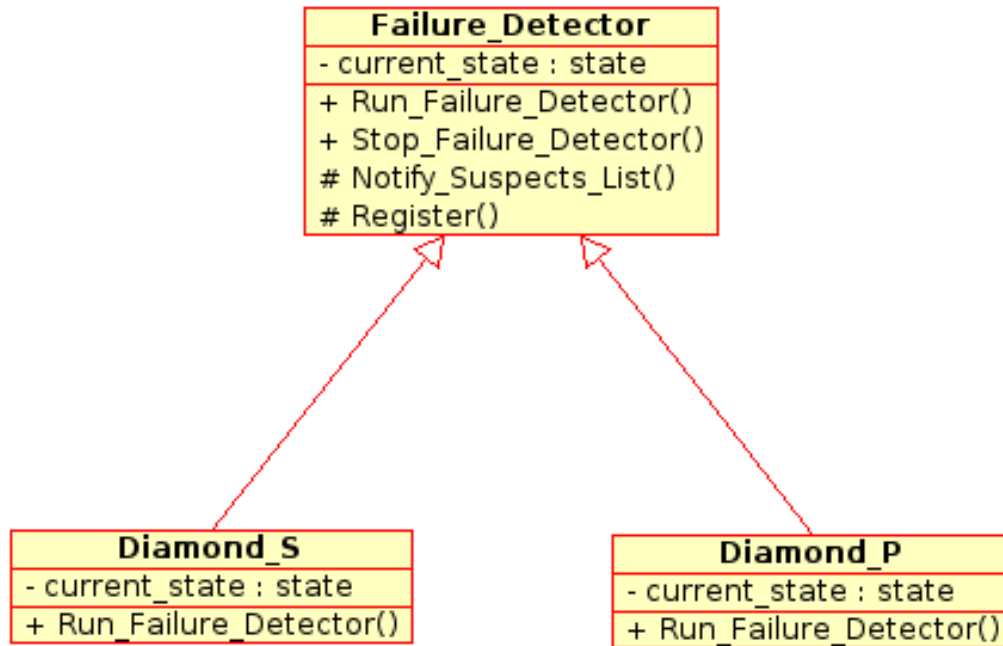 Failure_Detector
- current_state : state
+ Run_Failure_Detector()
+ Stop_Failure_Detector()
# Notify_Suspects_List()
# Register()
Diamond_S
- current_state : state
+ Run_Failure_Detector()
Diamond_P
- current_state : state
+ Run_Failure_Detector()